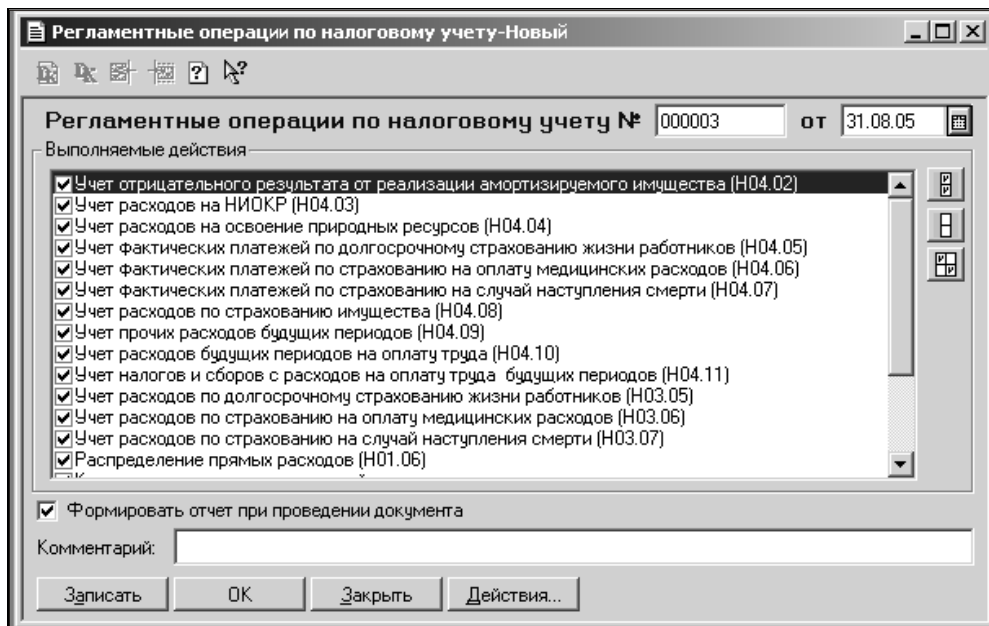 Регламентные операции по налоговому учету-Новый
Регламентные операции по налоговому учету № 000003 от 31.08.05
Выполняемые действия
Учет отрицательного результата от реализации амортизируемого имущества (Н04.02)
Учет расходов на НИОКР (Н04.03)
Учет расходов на освоение природных ресурсов (Н04.04)
Учет фактических платежей по долгосрочному страхованию жизни работников (Н04.05)
Учет фактических платежей по страхованию на оплату медицинских расходов (Н04.06)
Учет фактических платежей по страхованию на случай наступления смерти (Н04.07)
Учет расходов по страхованию имущества (Н04.08)
Учет прочих расходов будущих периодов (Н04.09)
Учет расходов будущих периодов на оплату труда (Н04.10)
Учет налогов и сборов с расходов на оплату труда будущих периодов (Н04.11)
Учет расходов по долгосрочному страхованию жизни работников (Н03.05)
Учет расходов по страхованию на оплату медицинских расходов (Н03.06)
Учет расходов по страхованию на случай наступления смерти (Н03.07)
Распределение прямых расходов (Н01.06)
Формировать отчет при проведении документа
Комментарий:
Записать OK Закрыть Действия...